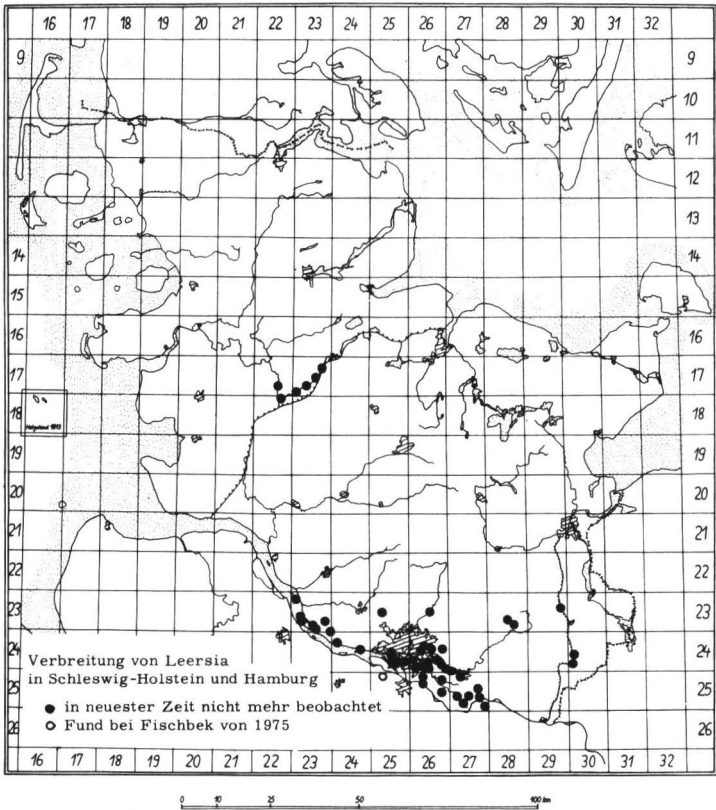 16 17 18 19 20 21 22 23 24 25 26 27 28 29 30 31 32
9 9
10
11 11
12
13 13
14 14
15 15
16 16
17 17
18 18
19 19
20 20
21 21
22 22
23 23
24 24
25 25
26 26
Verbreitung von Leersia
in Schleswig-Holstein und Hamburg
● in neuester Zeit nicht mehr beobachtet
○ Fund bei Fischbek von 1975
16 17 18 19 20 21 22 23 24 25 26 27 28 29 30 31 32
0 10 25 50 100 km